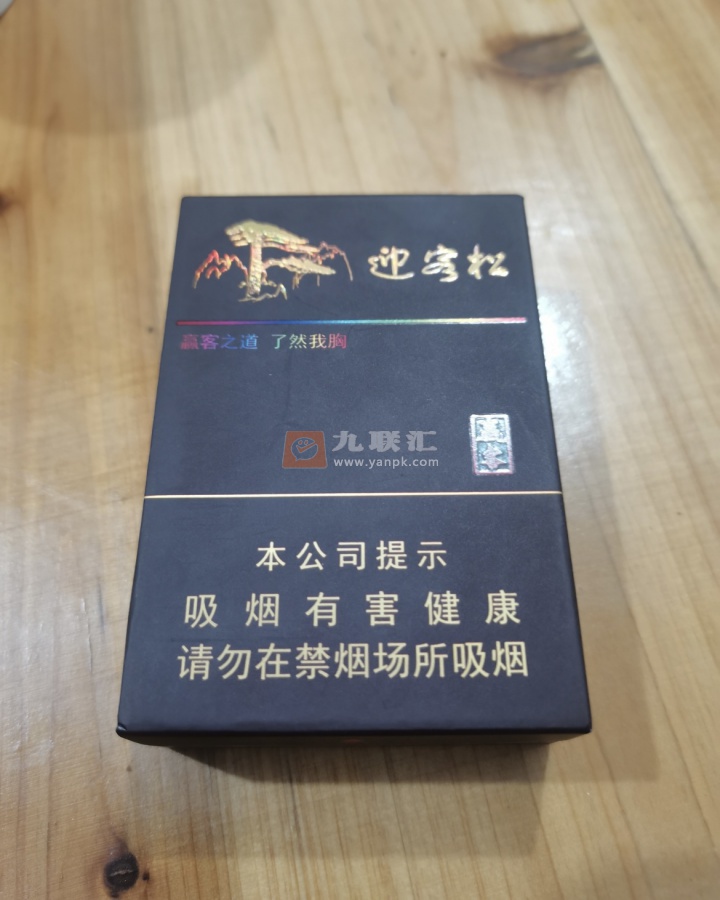 迎客松
赢客之道 了然我胸
九联汇
www.yanpk.com
本公司提示
吸烟有害健康
请勿在禁烟场所吸烟